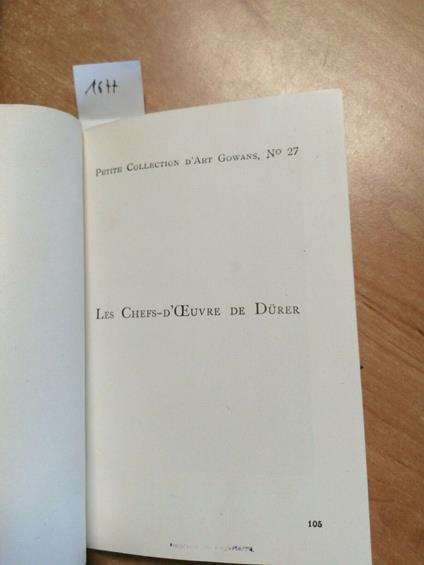 1677
PETITE COLLECTION D'ART GOWANS, NO 27
LES CHEFS-D'ŒUVRE DE DÜRER
105